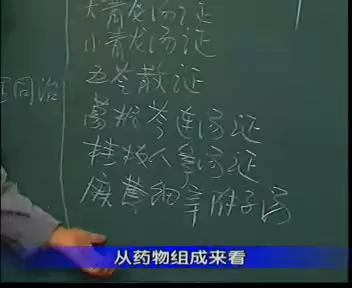 大青龙汤证
小青龙汤证
五苓散证
同治
葛根芩连汤证
桂枝人参汤证
麻黄细辛附子汤
从药物组成来看